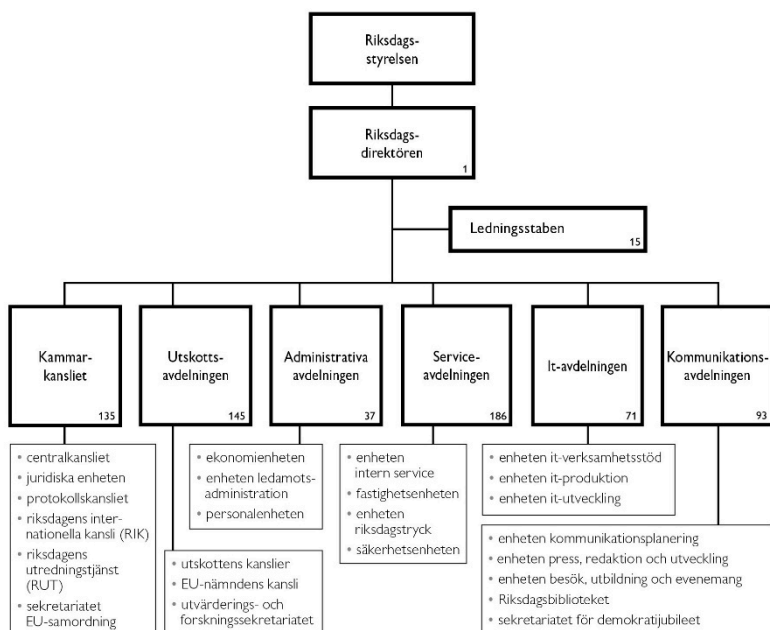 Riksdags-
styrelsen
Riksdags-
direktören
1
Ledningsstaben
15
Kammar-
kansliet
135
Utskotts-
avdelningen
145
Administrativa
avdelningen
37
Service-
avdelningen
186
It-avdelningen
71
Kommunikations-
avdelningen
93
• centralkansliet
• juridiska enheten
• protokollskansliet
• riksdagens inter-
nationella kansli (RIK)
• riksdagens
utredningstjänst
(RUT)
• sekretariatet
EU-samordning
• utskottens kanslier
• EU-nämndens kansli
• utvärderings- och
forskningssekretariatet
• ekonomienheten
• enheten ledamots-
administration
• personalenheten
• enheten
intern service
• fastighetsenheten
• enheten
riksdagstryck
• säkerhetsenheten
• enheten it-verksamhetsstöd
• enheten it-produktion
• enheten it-utveckling
• enheten kommunikationsplanering
• enheten press, redaktion och utveckling
• enheten besök, utbildning och evenemang
• Riksdagsbiblioteket
• sekretariatet för demokratijubileet